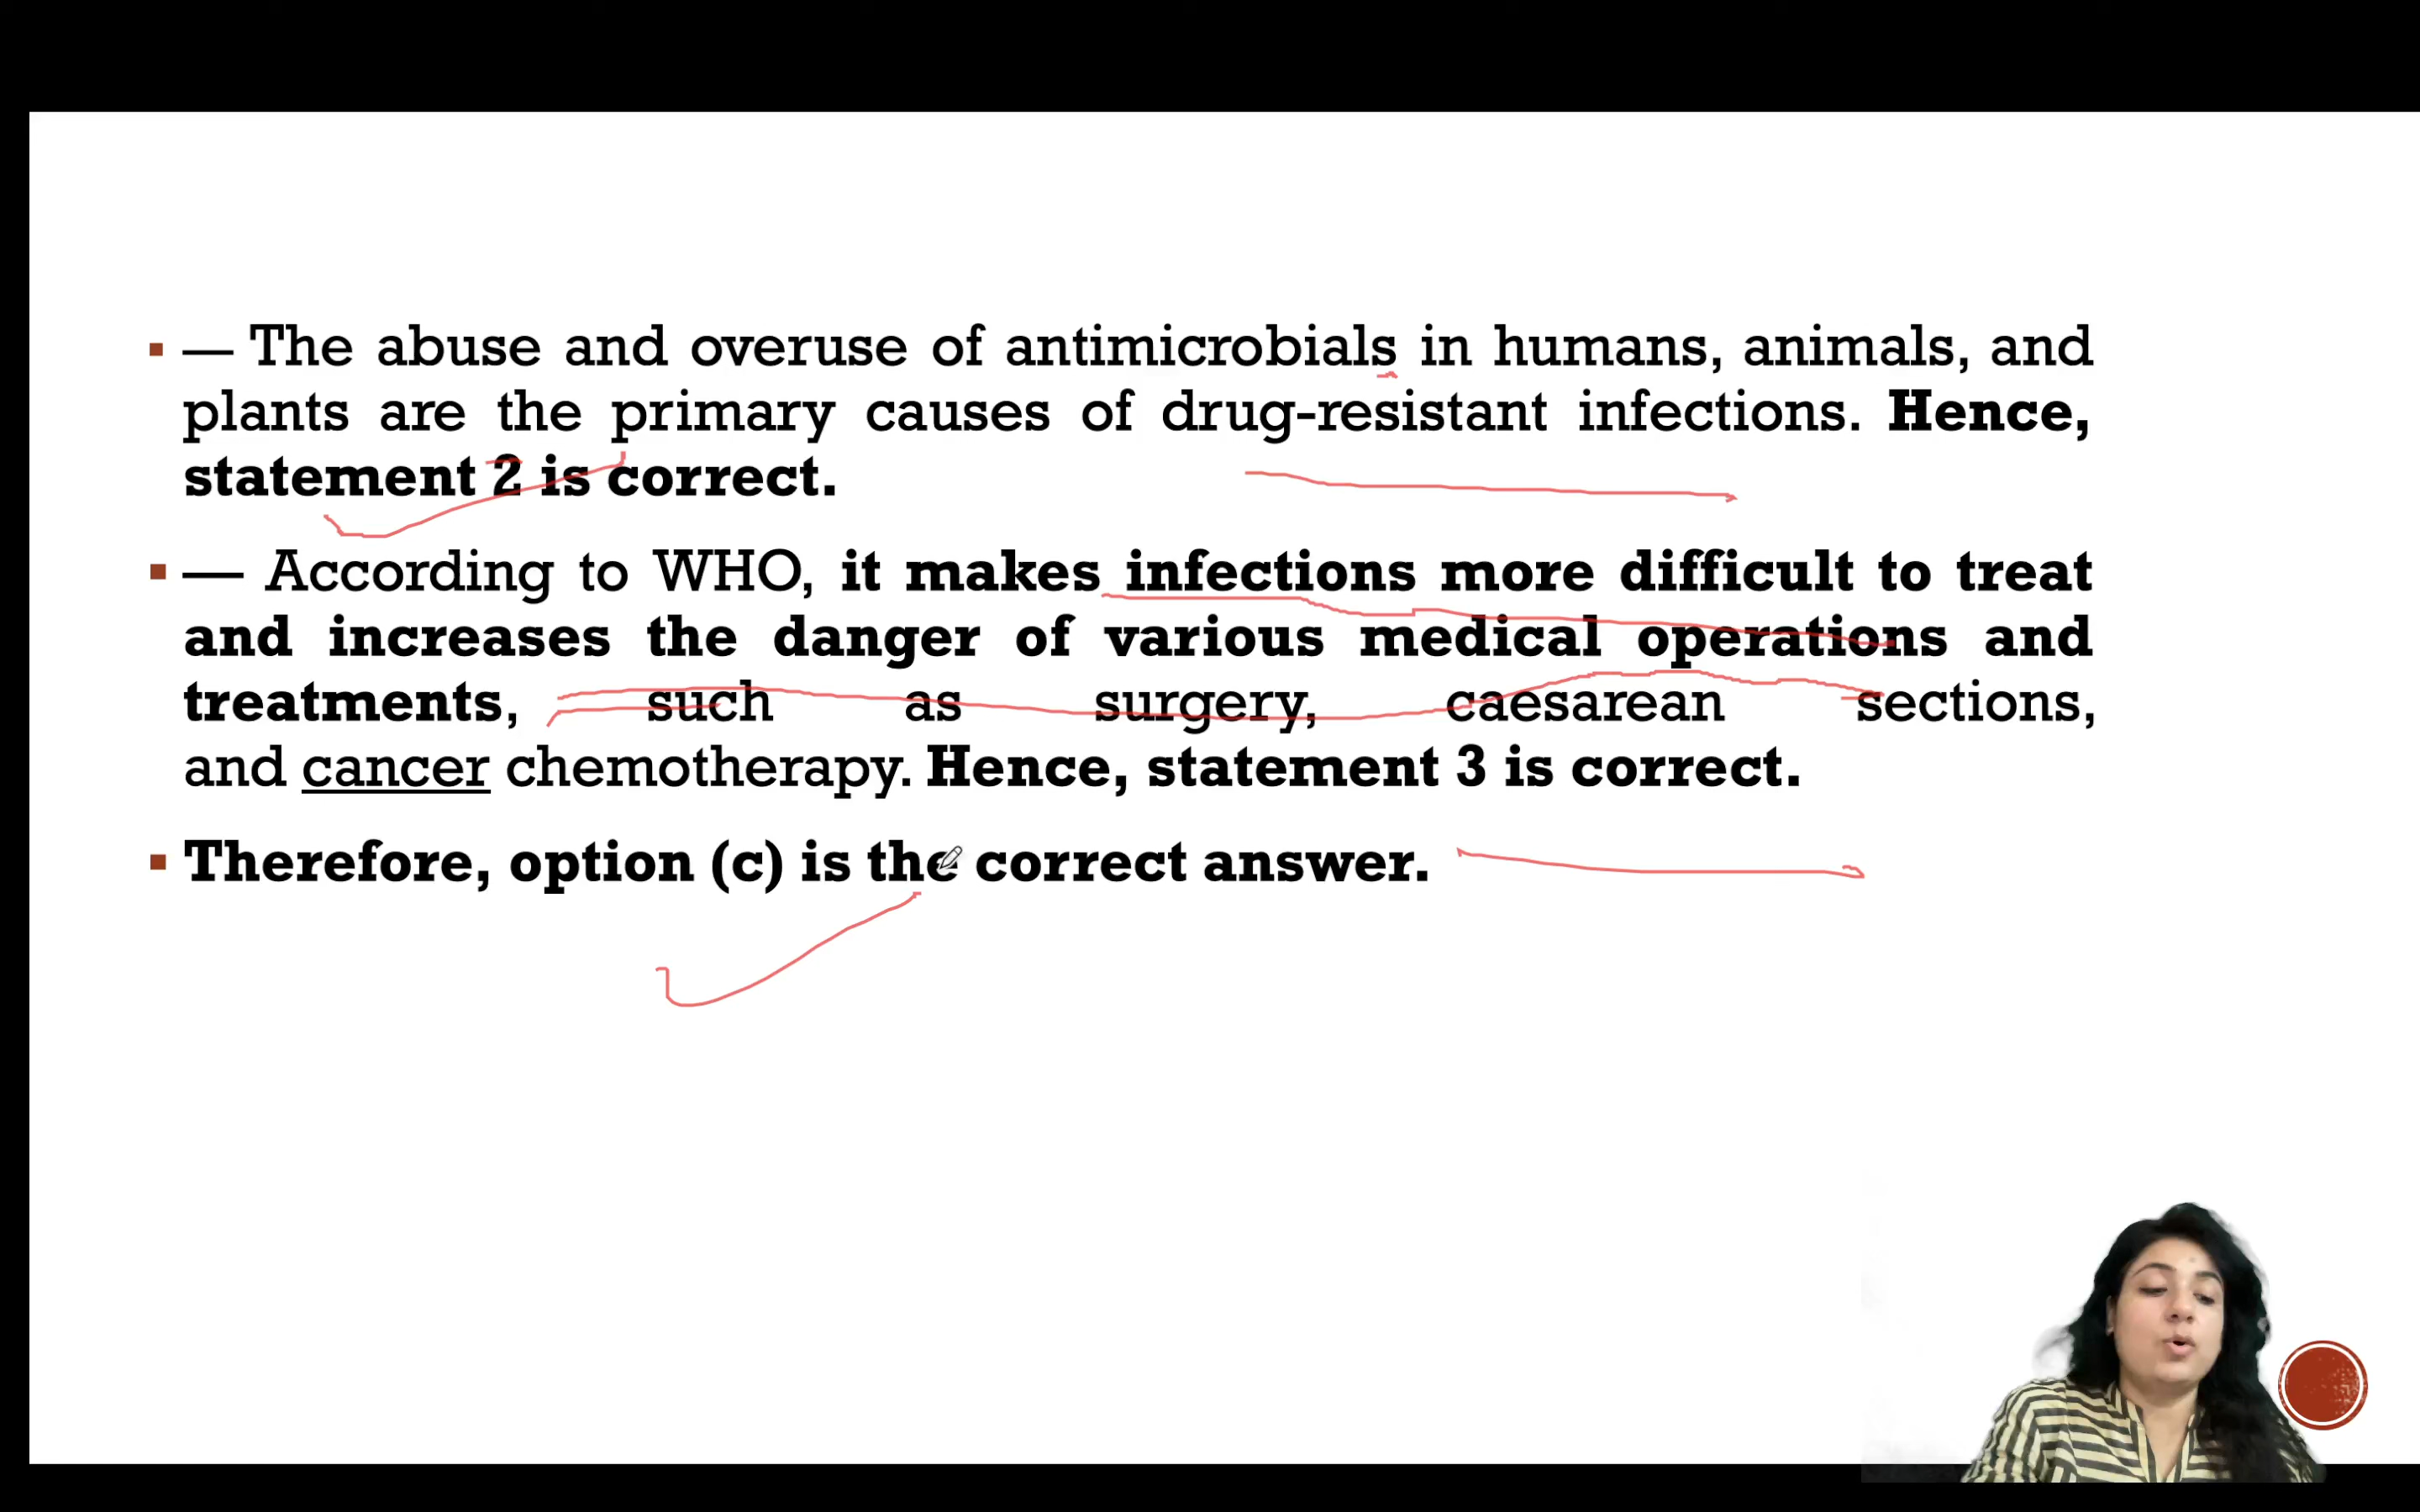 — The abuse and overuse of antimicrobials in humans, animals, and
plants are the primary causes of drug-resistant infections. Hence,
statement 2 is correct.
— According to WHO, it makes infections more difficult to treat
and increases the danger of various medical operations and
treatments, such as surgery, caesarean sections,
and cancer chemotherapy. Hence, statement 3 is correct.
Therefore, option (c) is the correct answer.